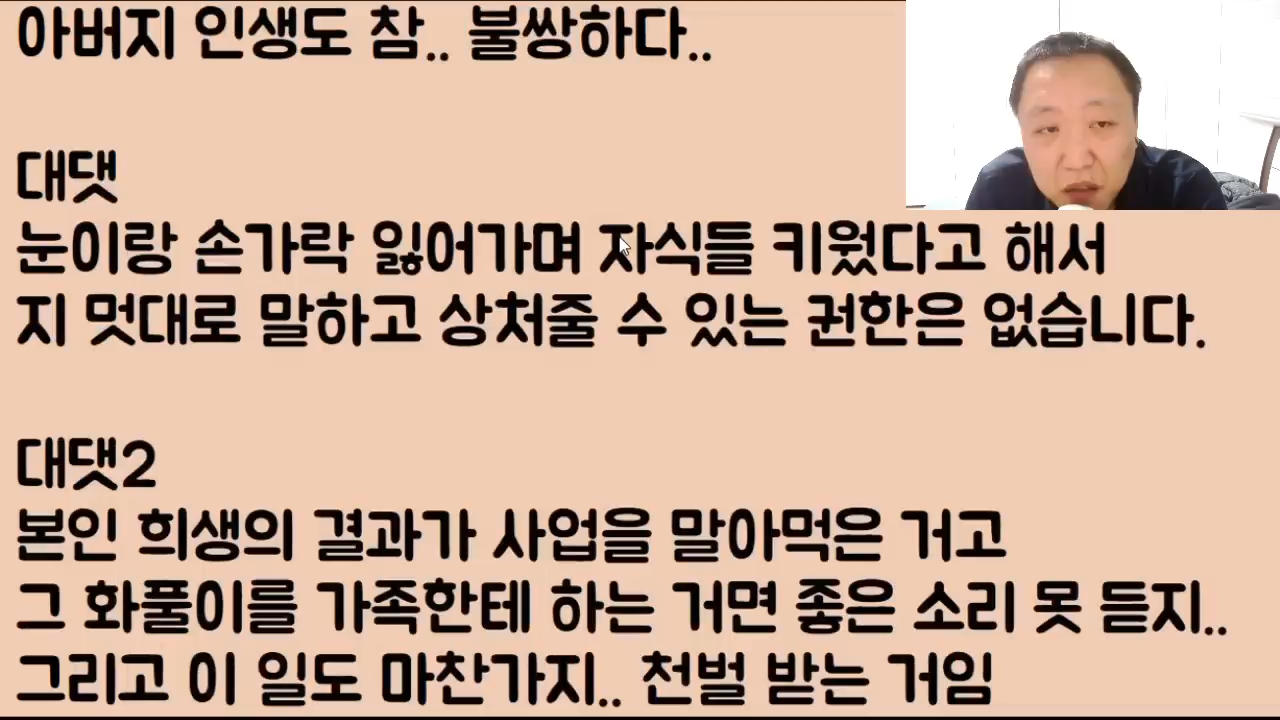 아버지 인생도 참.. 불쌍하다..
대댓
눈이랑 손가락 잃어가며 자식들 키웠다고 해서
지 멋대로 말하고 상처줄 수 있는 권한은 없습니다.
대댓2
본인 희생의 결과가 사업을 말아먹은 거고
그 화풀이를 가족한테 하는 거면 좋은 소리 못 듣지..
그리고 이 일도 마찬가지.. 천벌 받는 거임